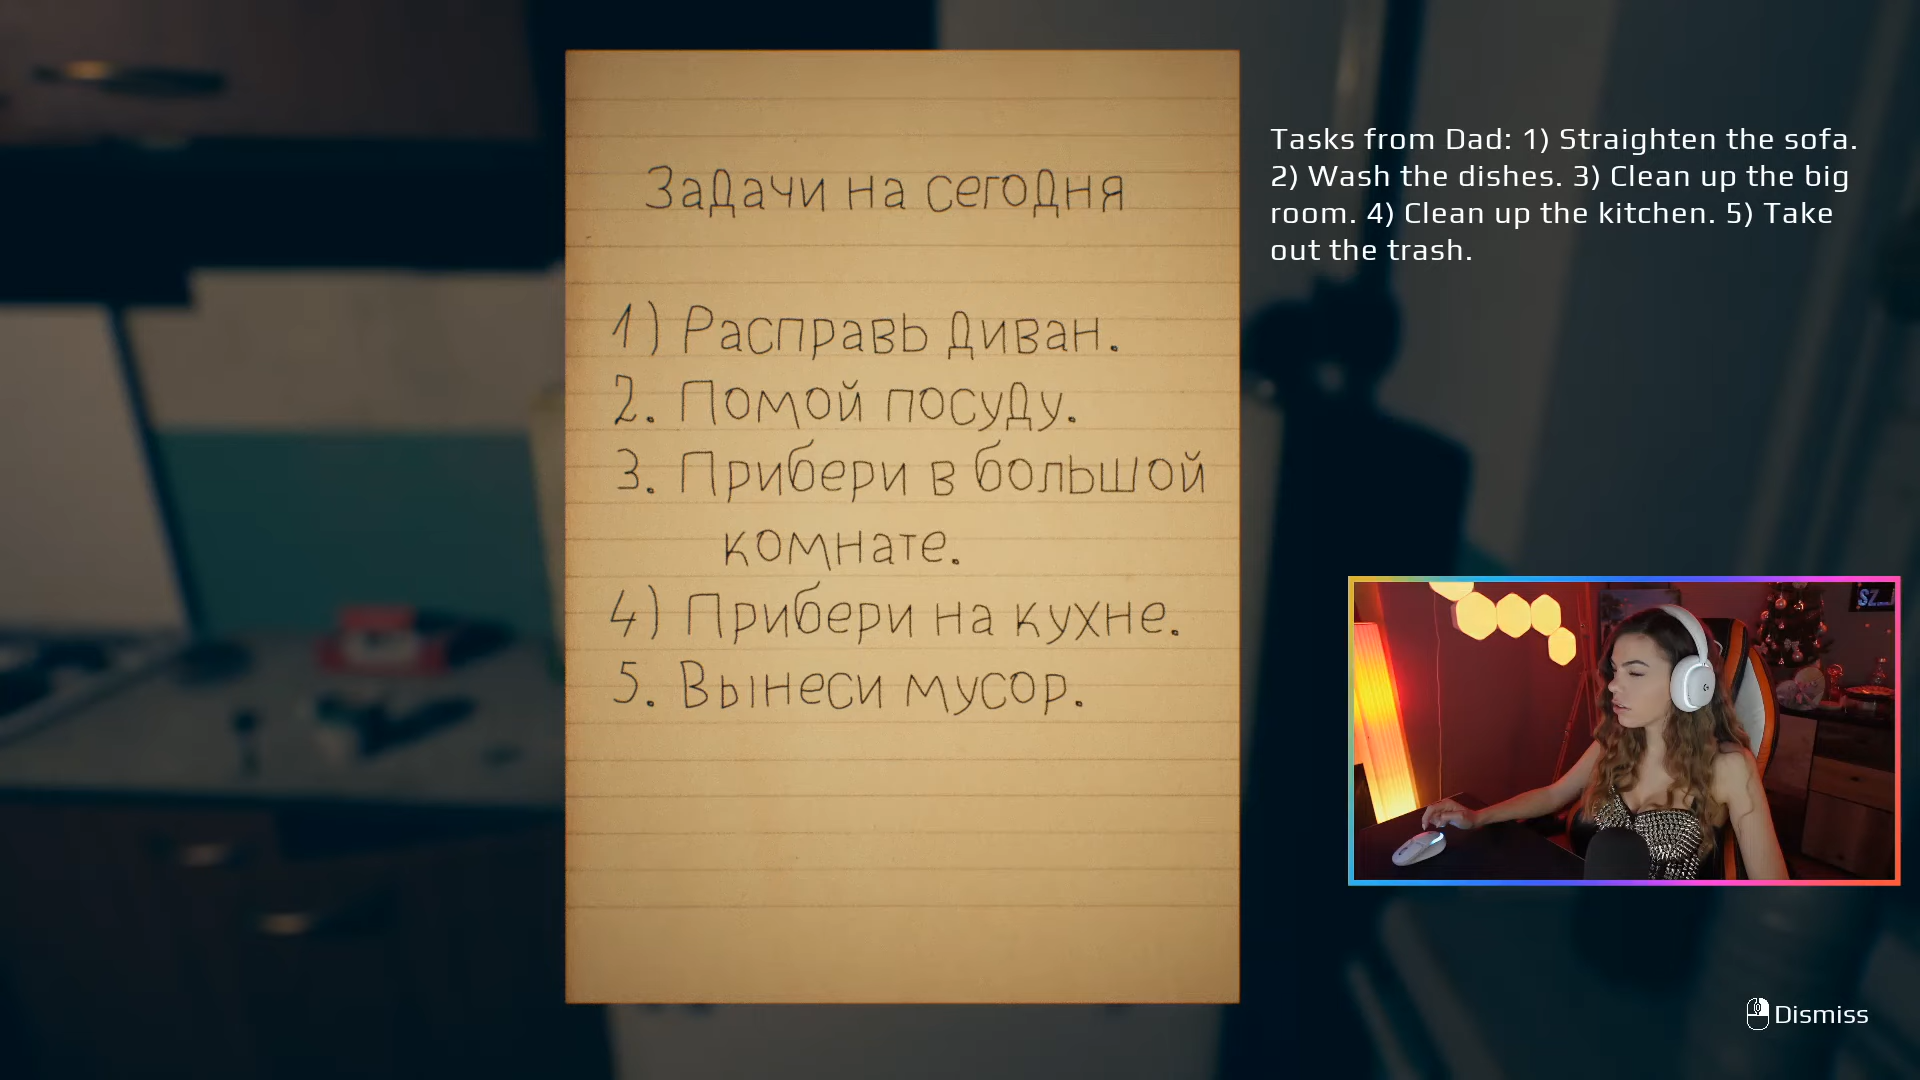 Задачи на сегодня
1) Расправь диван.
2. Помой посуду.
3. Прибери в большой
комнате.
4) Прибери на кухне.
5. Вынеси мусор.
Tasks from Dad: 1) Straighten the sofa.
2) Wash the dishes. 3) Clean up the big
room. 4) Clean up the kitchen. 5) Take
out the trash.
SZ
Dismiss